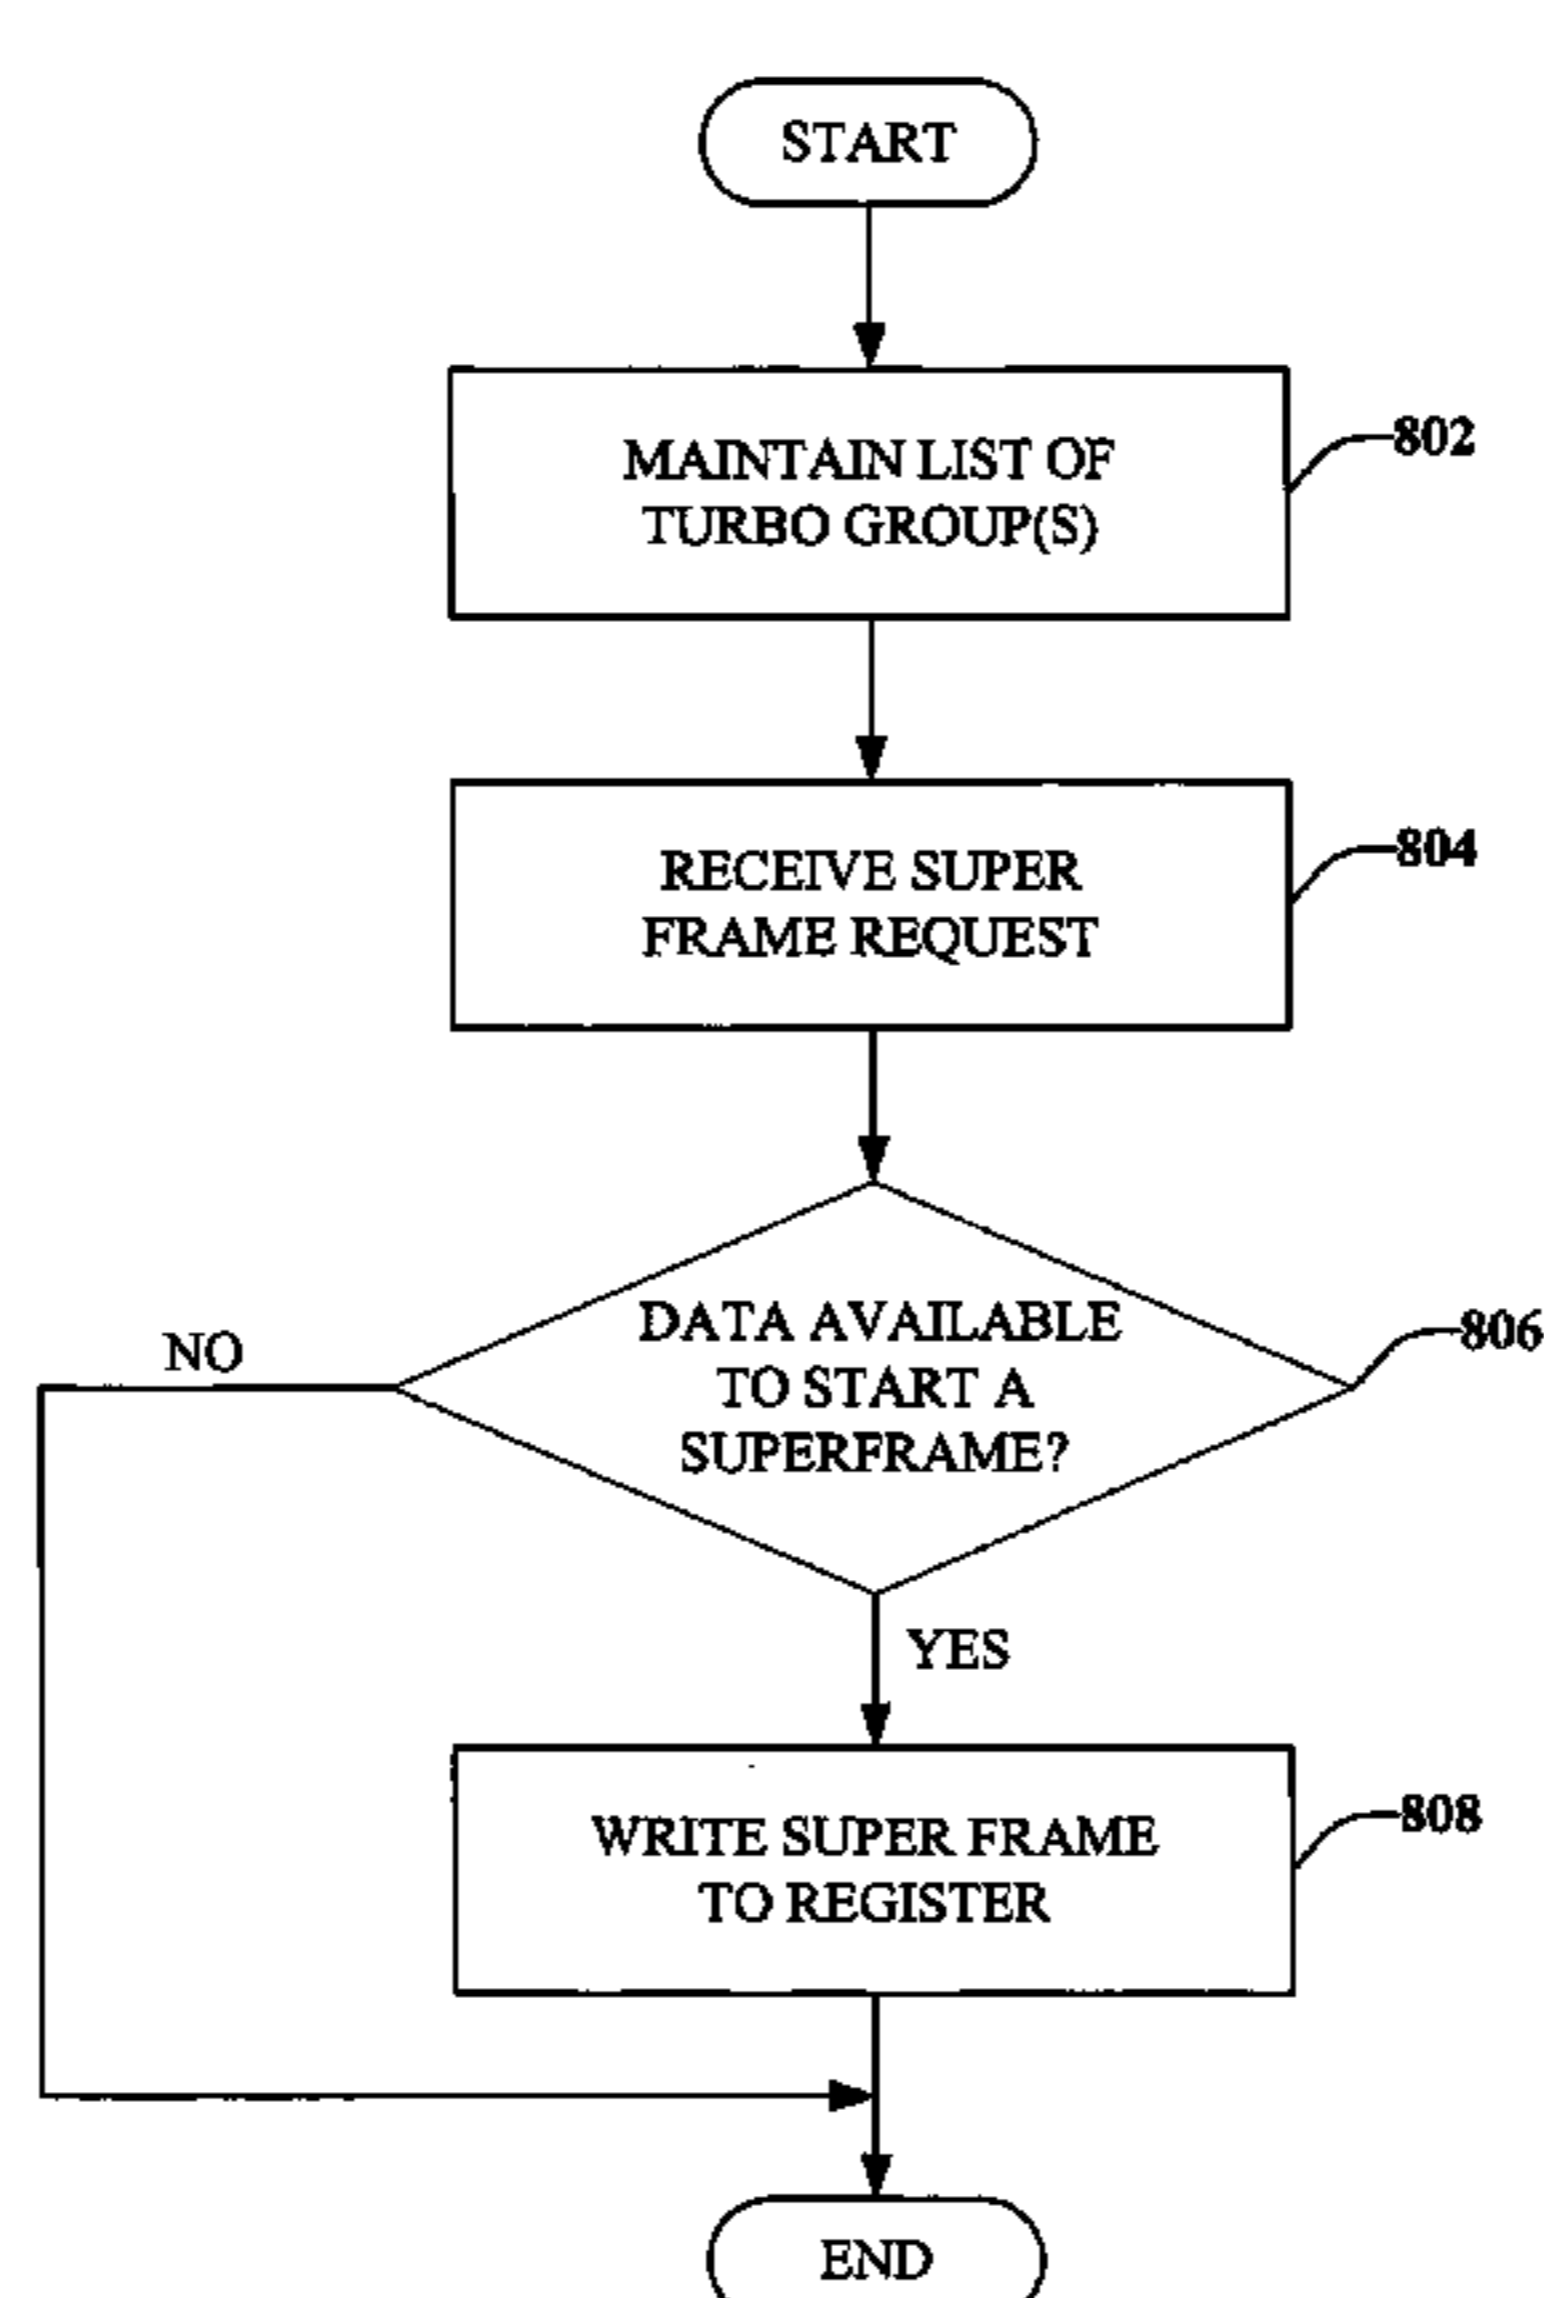 START
MAINTAIN LIST OF
TURBO GROUP(S)
802
RECEIVE SUPER
FRAME REQUEST
804
DATA AVAILABLE
TO START A
SUPERFRAME?
806
NO
YES
WRITE SUPER FRAME
TO REGISTER
808
END